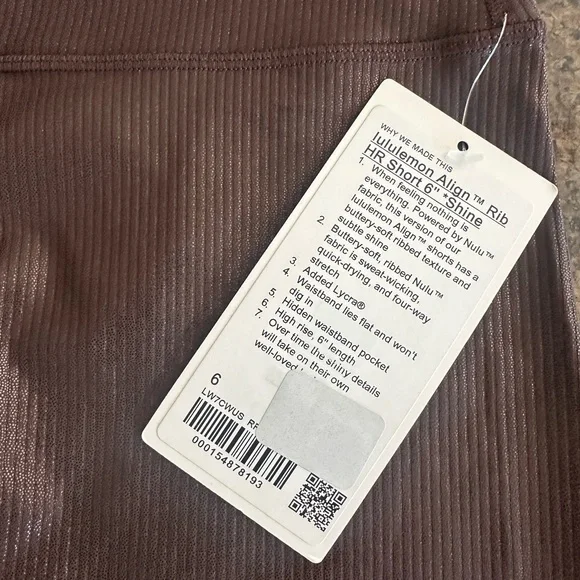 WHY WE MADE THIS
lululemon Align™ Rib
HR Short 6" *Shine
1. When feeling nothing is
everything. Powered by Nulu™
fabric, this version of our
lululemon Align™ shorts has a
buttery-soft ribbed texture and
subtle shine
2. Buttery-soft, ribbed Nulu™
fabric is sweat-wicking,
quick-drying, and four-way
stretch
3. Added Lycra®
4. Waistband lies flat and won't
dig in
5. Hidden waistband pocket
6. High rise, 6" length
7. Over time the shiny details
will take on their own
well-loved
6
LW7CWUS
000154878193